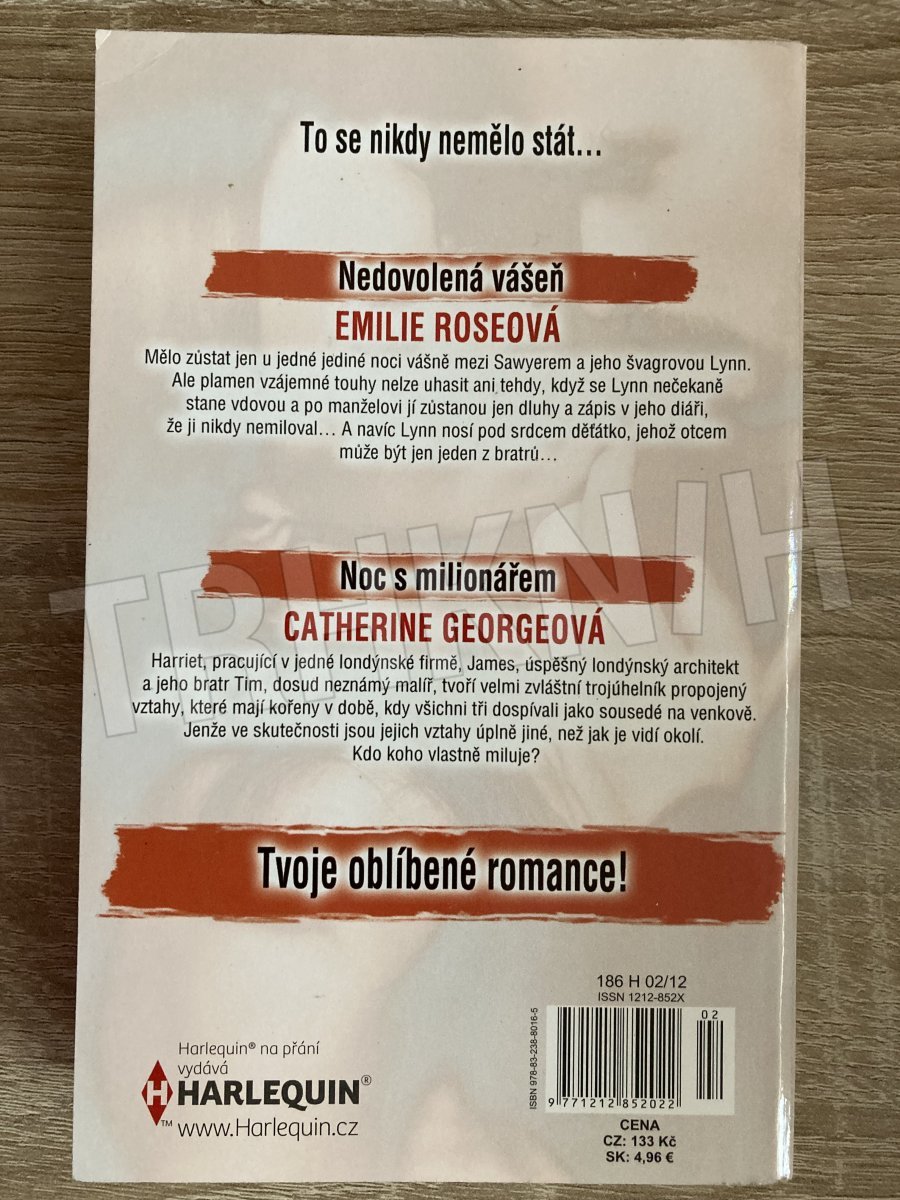 To se nikdy nemělo stát...
Nedovolená vášeň
EMILIE ROSEOVÁ
Mělo zůstat jen u jedné jediné noci vášně mezi Sawyerem a jeho švagrovou Lynn.
Ale plamen vzájemné touhy nelze uhasit ani tehdy, když se Lynn nečekaně
stane vdovou a po manželovi jí zůstanou jen dluhy a zápis v jeho diáři,
že ji nikdy nemiloval... A navíc Lynn nosí pod srdcem děťátko, jehož otcem
může být jen jeden z bratrů...
TRHKNIH
Noc s milionářem
CATHERINE GEORGEOVÁ
Harriet, pracující v jedné londýnské firmě, James, úspěšný londýnský architekt
a jeho bratr Tim, dosud neznámý malíř, tvoří velmi zvláštní trojúhelník propojený
vztahy, které mají kořeny v době, kdy všichni tři dospívali jako sousedé na venkově.
Jenže ve skutečnosti jsou jejich vztahy úplně jiné, než jak je vidí okolí.
Kdo koho vlastně miluje?
Tvoje oblíbené romance!
186 H 02/12
ISSN 1212-852X
02
ISBN 978-83-238-8016-5
9 771212 852022
CENA
CZ: 133 Kč
SK: 4,96 €
Harlequin® na přání
vydává
H HARLEQUIN®
™ www.Harlequin.cz